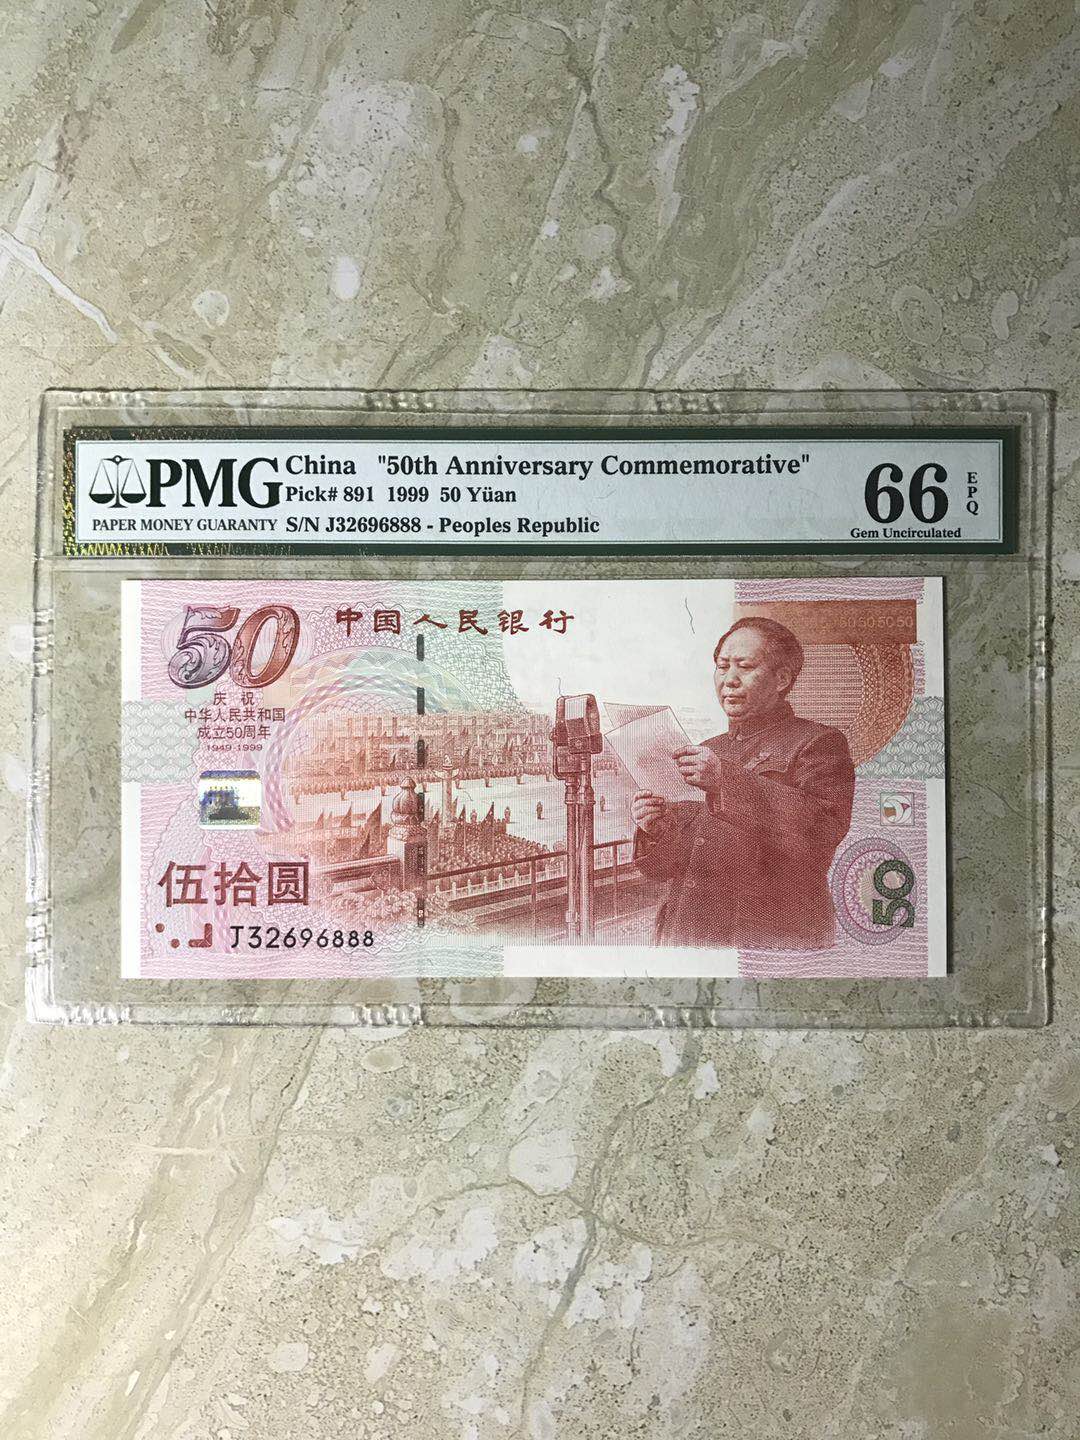 PMG
PAPER MONEY GUARANTY
China "50th Anniversary Commemorative"
Pick# 891 1999 50 Yüan
S/N J32696888 - Peoples Republic
66
EPQ
Gem Uncirculated
50
中国人民银行
505050550
庆祝
中华人民共和国
成立50周年
1949-1999
伍拾圆
J32696888
50